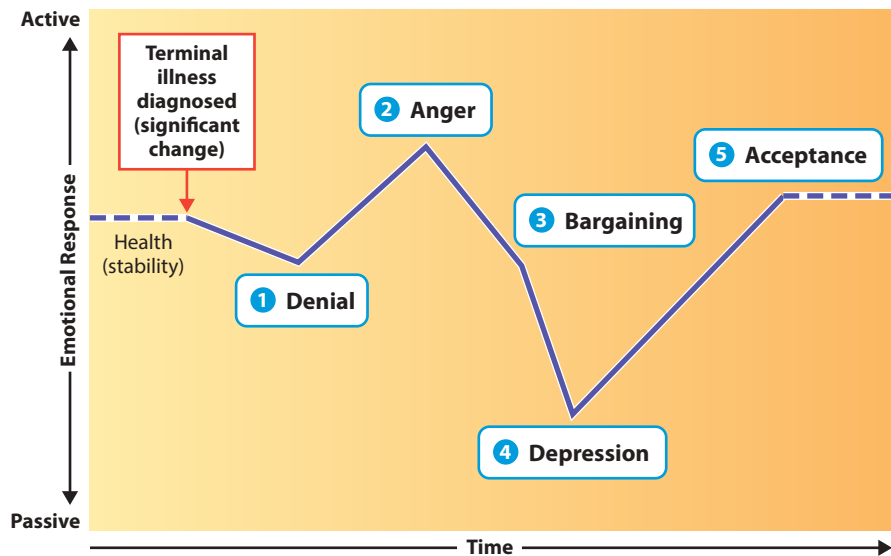 Active
Terminal
illness
diagnosed
(significant
change)
2 Anger
5 Acceptance
3 Bargaining
Health
(stability)
1 Denial
Emotional Response
4 Depression
Passive
Time